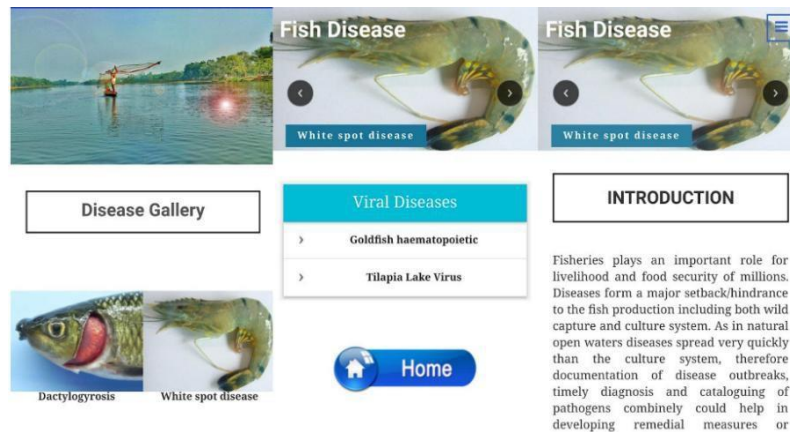 Disease Gallery
Dactylogyrosis
White spot disease
Fish Disease
White spot disease
Viral Diseases
Goldfish haematopoietic
Tilapia Lake Virus
Home
Fish Disease
White spot disease
INTRODUCTION
Fisheries plays an important role for
livelihood and food security of millions.
Diseases form a major setback/hindrance
to the fish production including both wild
capture and culture system. As in natural
open waters diseases spread very quickly
than the culture system, therefore
documentation of disease outbreaks,
timely diagnosis and cataloguing of
pathogens combinely could help in
developing remedial measures or